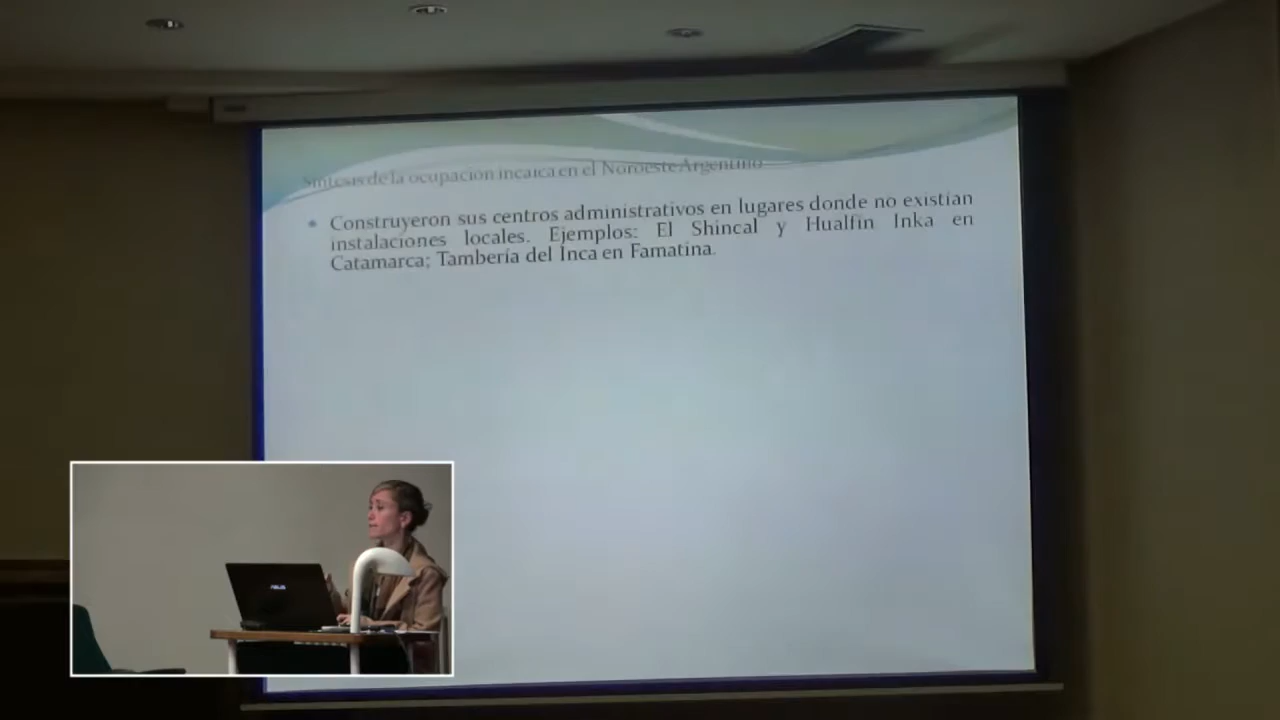 Síntesis de la ocupación incaica en el Noroeste Argentino
Construyeron sus centros administrativos en lugares donde no existían
instalaciones locales. Ejemplos: El Shincal y Hualfín Inka en
Catamarca; Tambería del Inca en Famatina.
ASUS